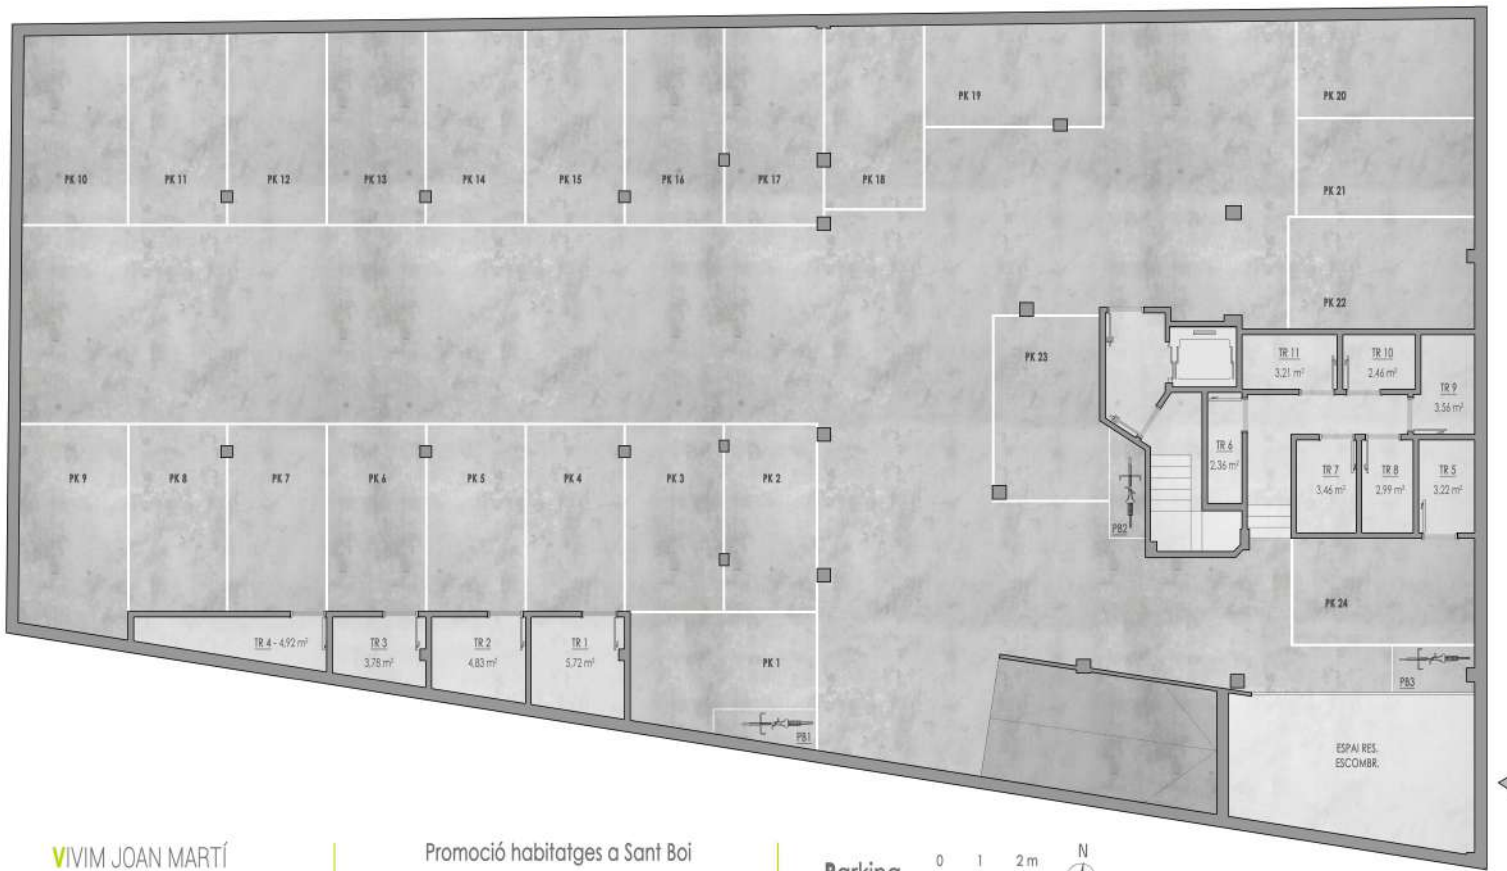 PK 19
PK 20
PK 10
PK 11
PK 12
PK 13
PK 14
PK 15
PK 16
PK 17
PK 18
PK 21
PK 22
PK 23
TR 11
3,21 m²
TR 10
2,46 m²
TR 9
3,56 m²
TR 6
2,36 m²
TR 7
3,46 m²
TR 8
2,99 m²
TR 5
3,22 m²
PK 9
PK 8
PK 7
PK 6
PK 5
PK 4
PK 3
PK 2
PB2
PK 24
TR 4 - 4,92 m²
TR 3
3,78 m²
TR 2
4,83 m²
TR 1
5,72 m²
PK 1
PB1
PB3
ESPAI RES.
ESCOMBR.
VIVIM JOAN MARTÍ
Promoció habitatges a Sant Boi
Parking
0 1 2 m
N